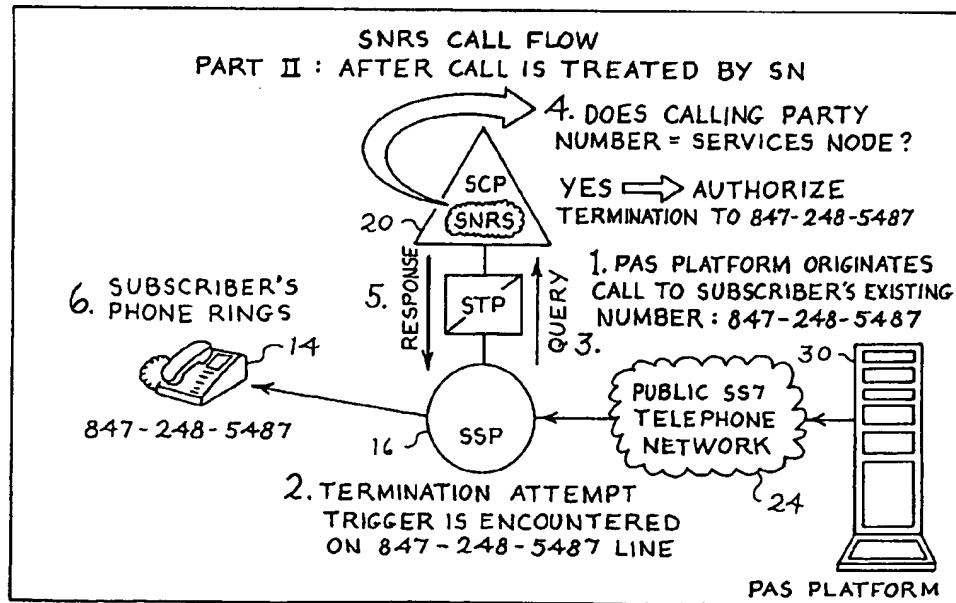 SNRS CALL FLOW
PART II : AFTER CALL IS TREATED BY SN
4. DOES CALLING PARTY
NUMBER = SERVICES NODE?
SCP
SNRS
20
YES ⇒ AUTHORIZE
TERMINATION TO 847-248-5487
1. PAS PLATFORM ORIGINATES
CALL TO SUBSCRIBER'S EXISTING
NUMBER: 847-248-5487
5. RESPONSE
STP
QUERY
3.
6. SUBSCRIBER'S
PHONE RINGS
14
847-248-5487
SSP
16
PUBLIC SS7
TELEPHONE
NETWORK
24
30
2. TERMINATION ATTEMPT
TRIGGER IS ENCOUNTERED
ON 847-248-5487 LINE
PAS PLATFORM